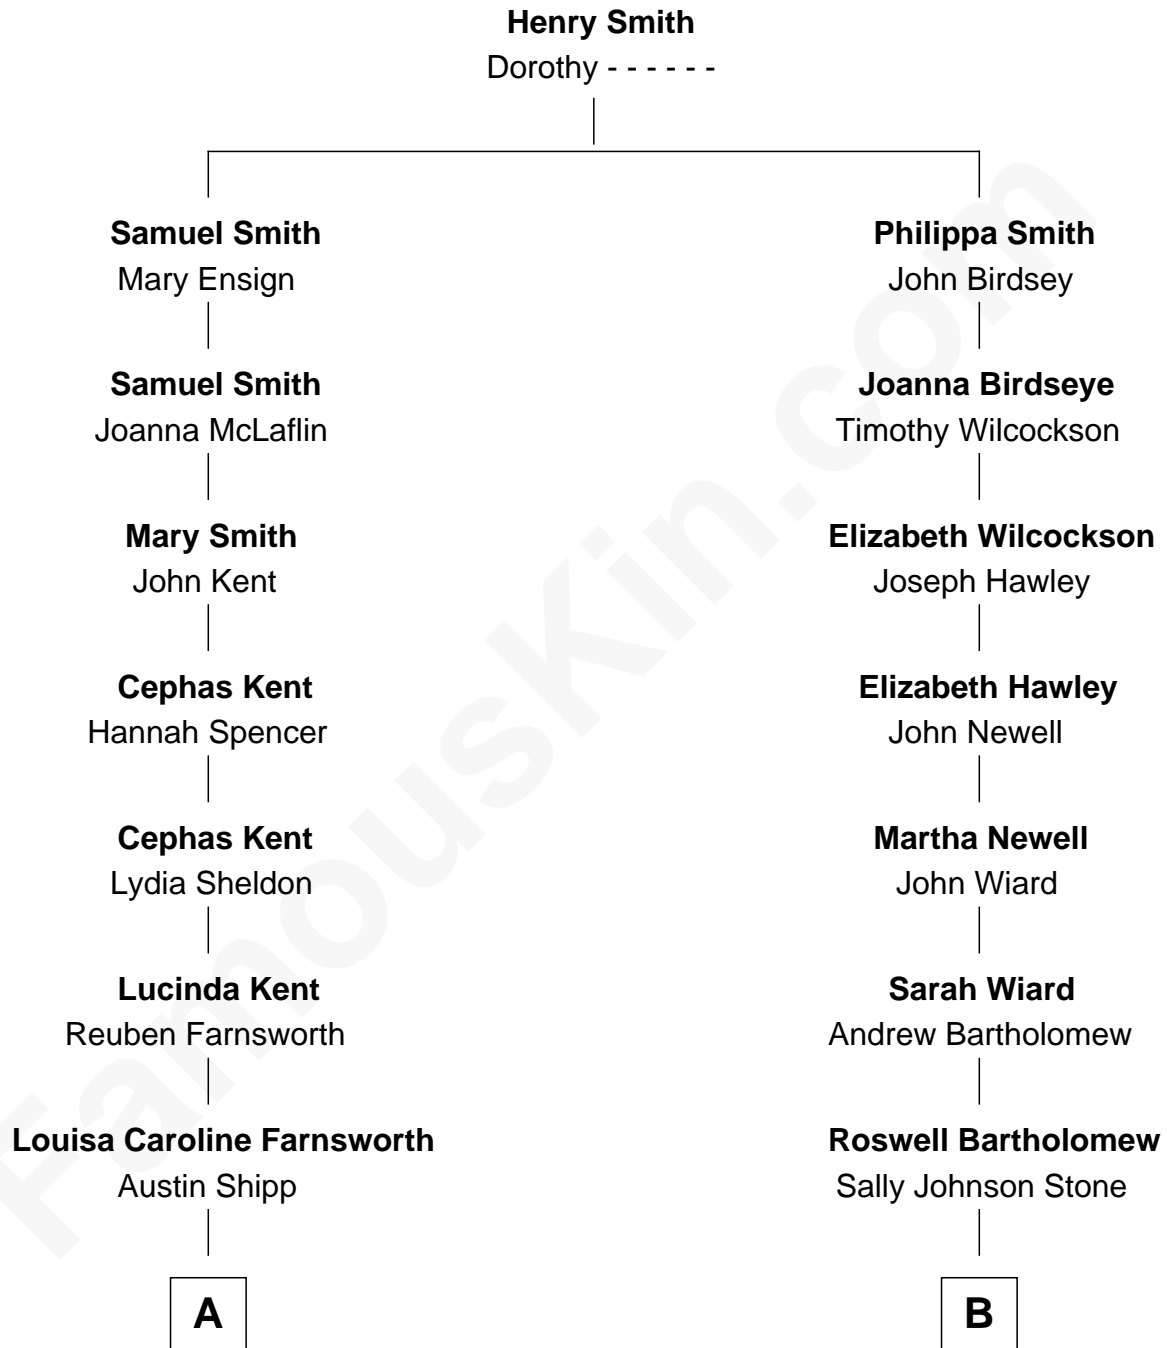 Henry Smith
Dorothy - - - - - -
Samuel Smith
Mary Ensign
Samuel Smith
Joanna McLaflin
Mary Smith
John Kent
Cephas Kent
Hannah Spencer
Cephas Kent
Lydia Sheldon
Lucinda Kent
Reuben Farnsworth
Louisa Caroline Farnsworth
Austin Shipp
A
Philippa Smith
John Birdsey
Joanna Birdseye
Timothy Wilcockson
Elizabeth Wilcockson
Joseph Hawley
Elizabeth Hawley
John Newell
Martha Newell
John Wiard
Sarah Wiard
Andrew Bartholomew
Roswell Bartholomew
Sally Johnson Stone
B
FamousKin.com